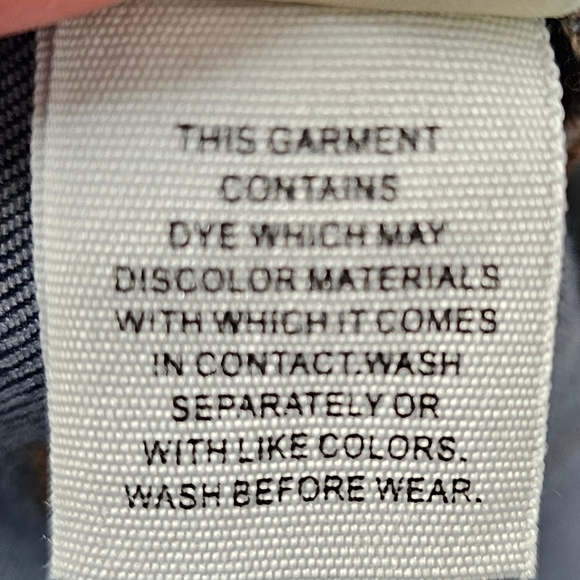 THIS GARMENT
CONTAINS
DYE WHICH MAY
DISCOLOR MATERIALS
WITH WHICH IT COMES
IN CONTACT.WASH
SEPARATELY OR
WITH LIKE COLORS.
WASH BEFORE WEAR.